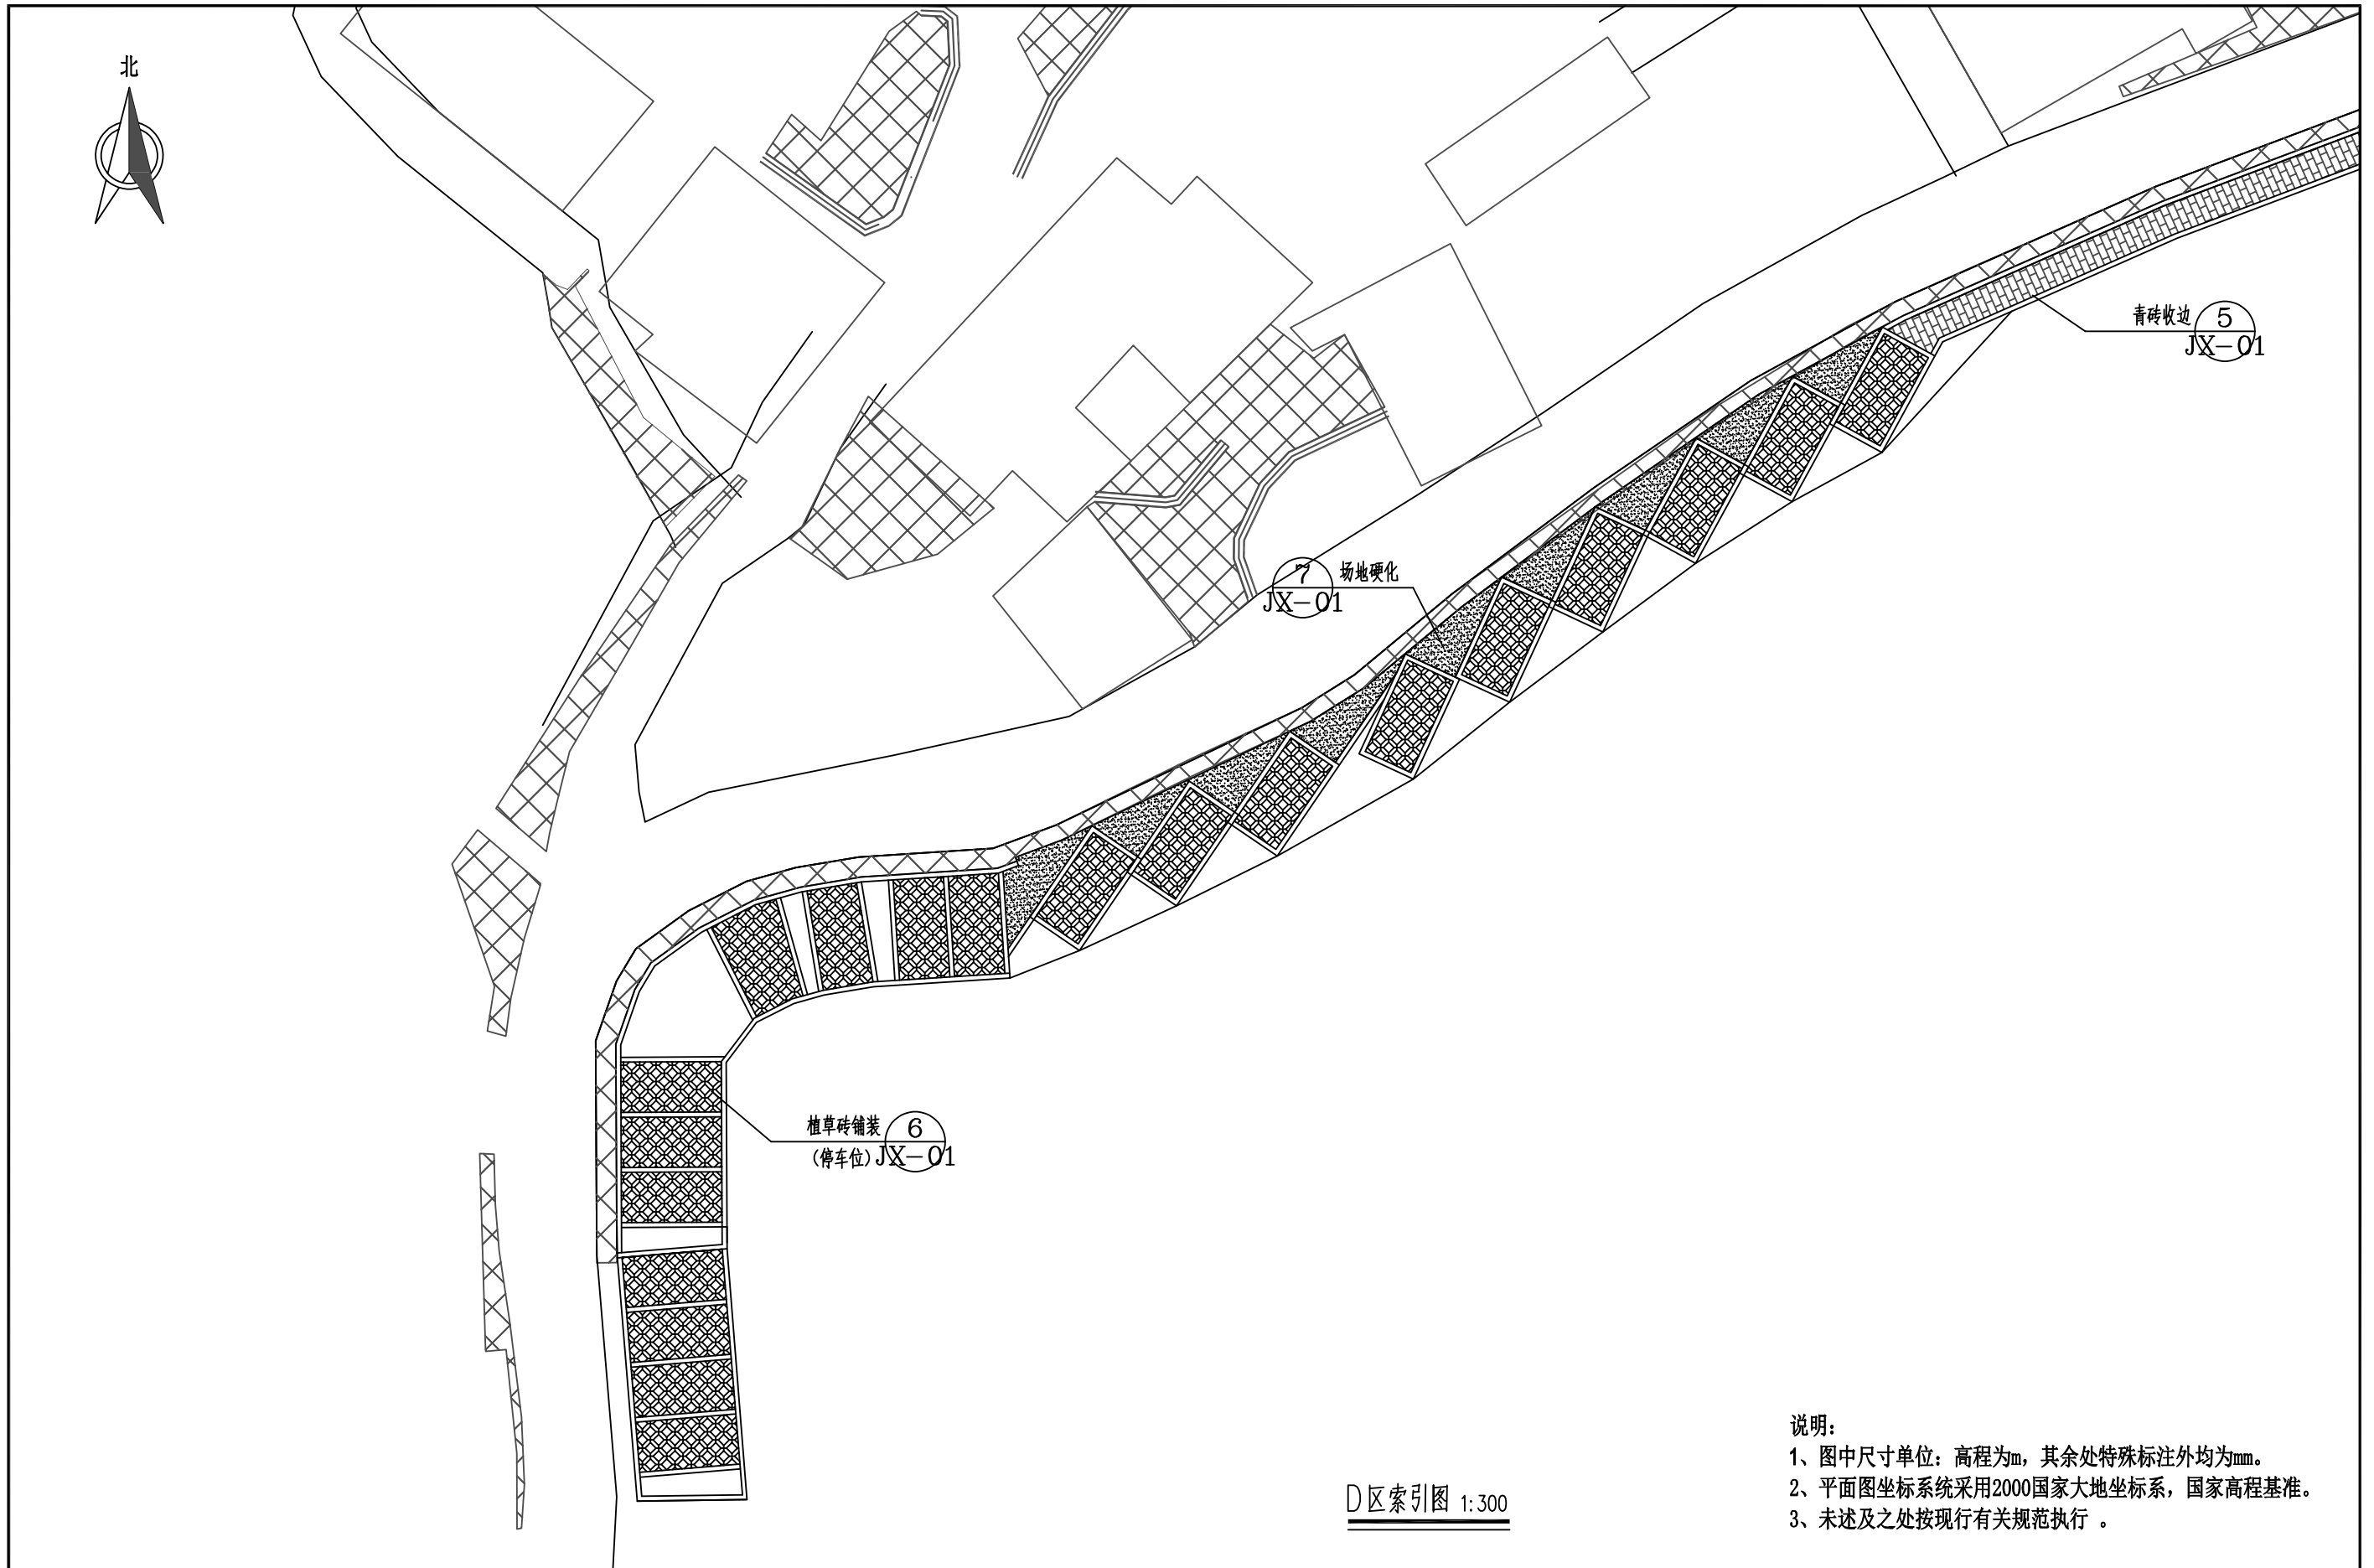 北
青砖收边 5
JX-01
7 场地硬化
JX-01
植草砖铺装 6
(停车位) JX-01
D区索引图 1:300
说明：
1、图中尺寸单位：高程为m，其余处特殊标注外均为mm。
2、平面图坐标系统采用2000国家大地坐标系，国家高程基准。
3、未述及之处按现行有关规范执行 。